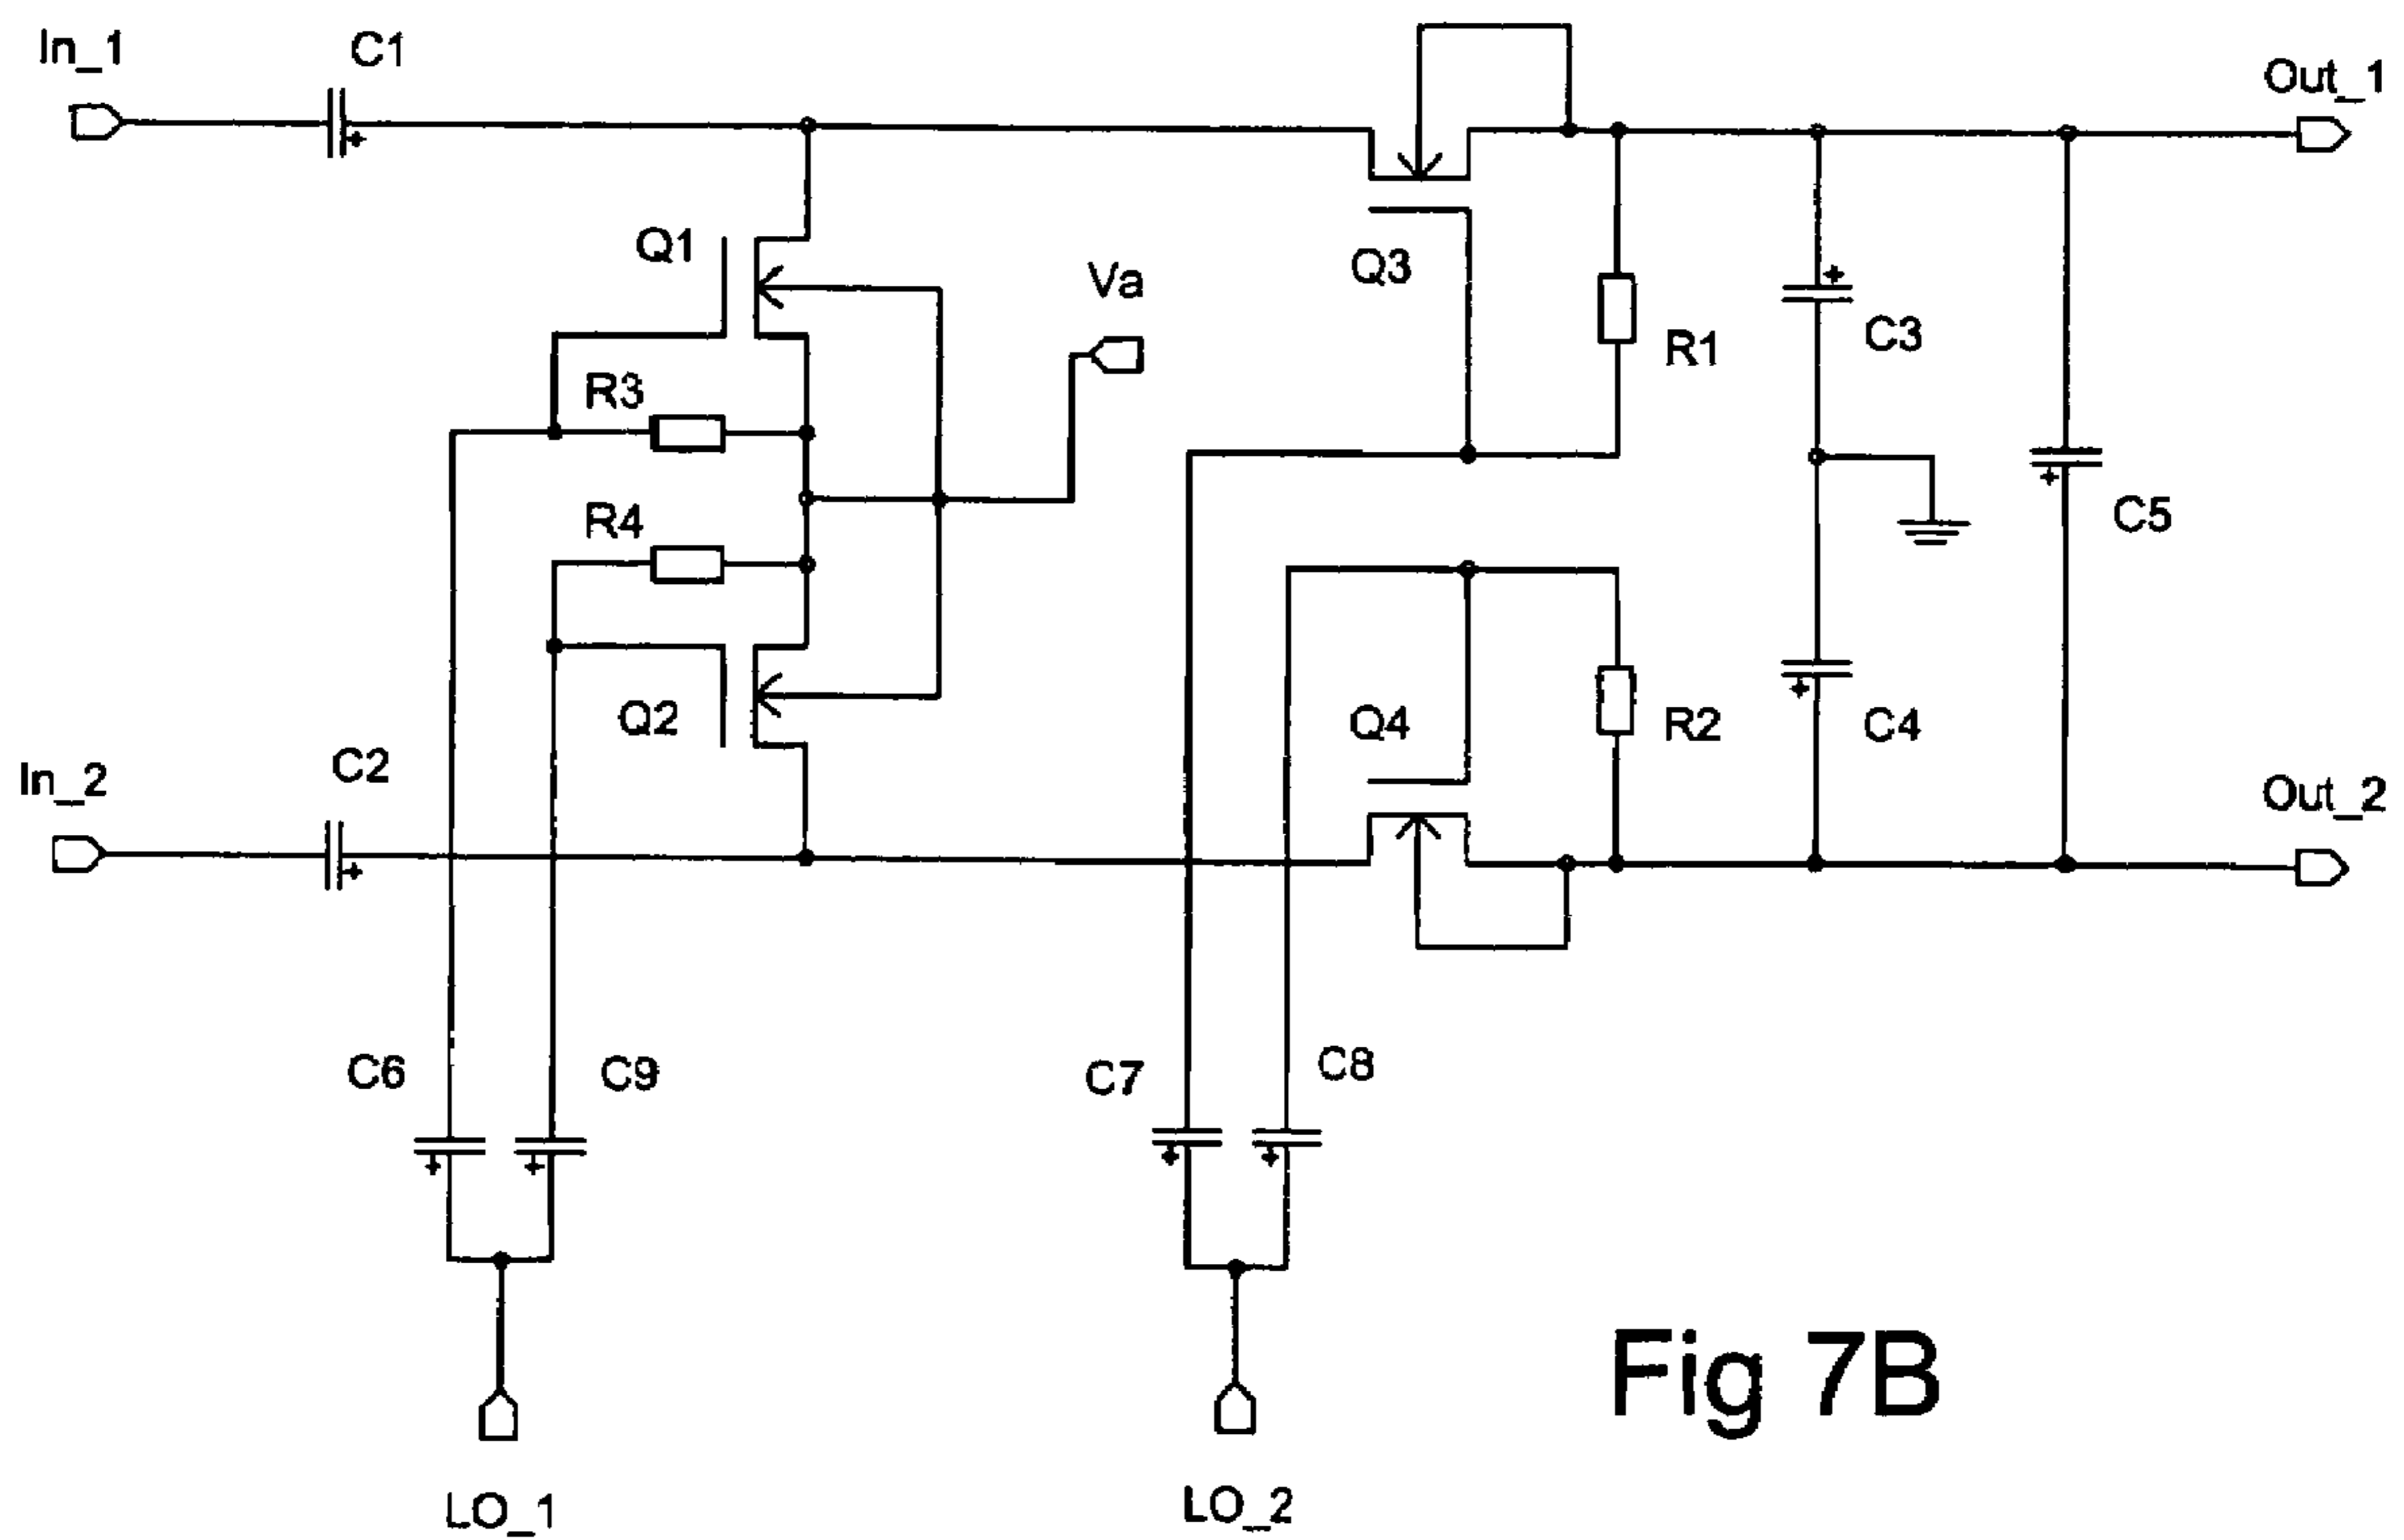 In_1
C1
Out_1
Q1
Va
Q3
R1
C3
R3
R4
C5
Q2
Q4
R2
C4
In_2
C2
Out_2
C6
C9
C7
C8
Fig 7B
LO_1
LO_2